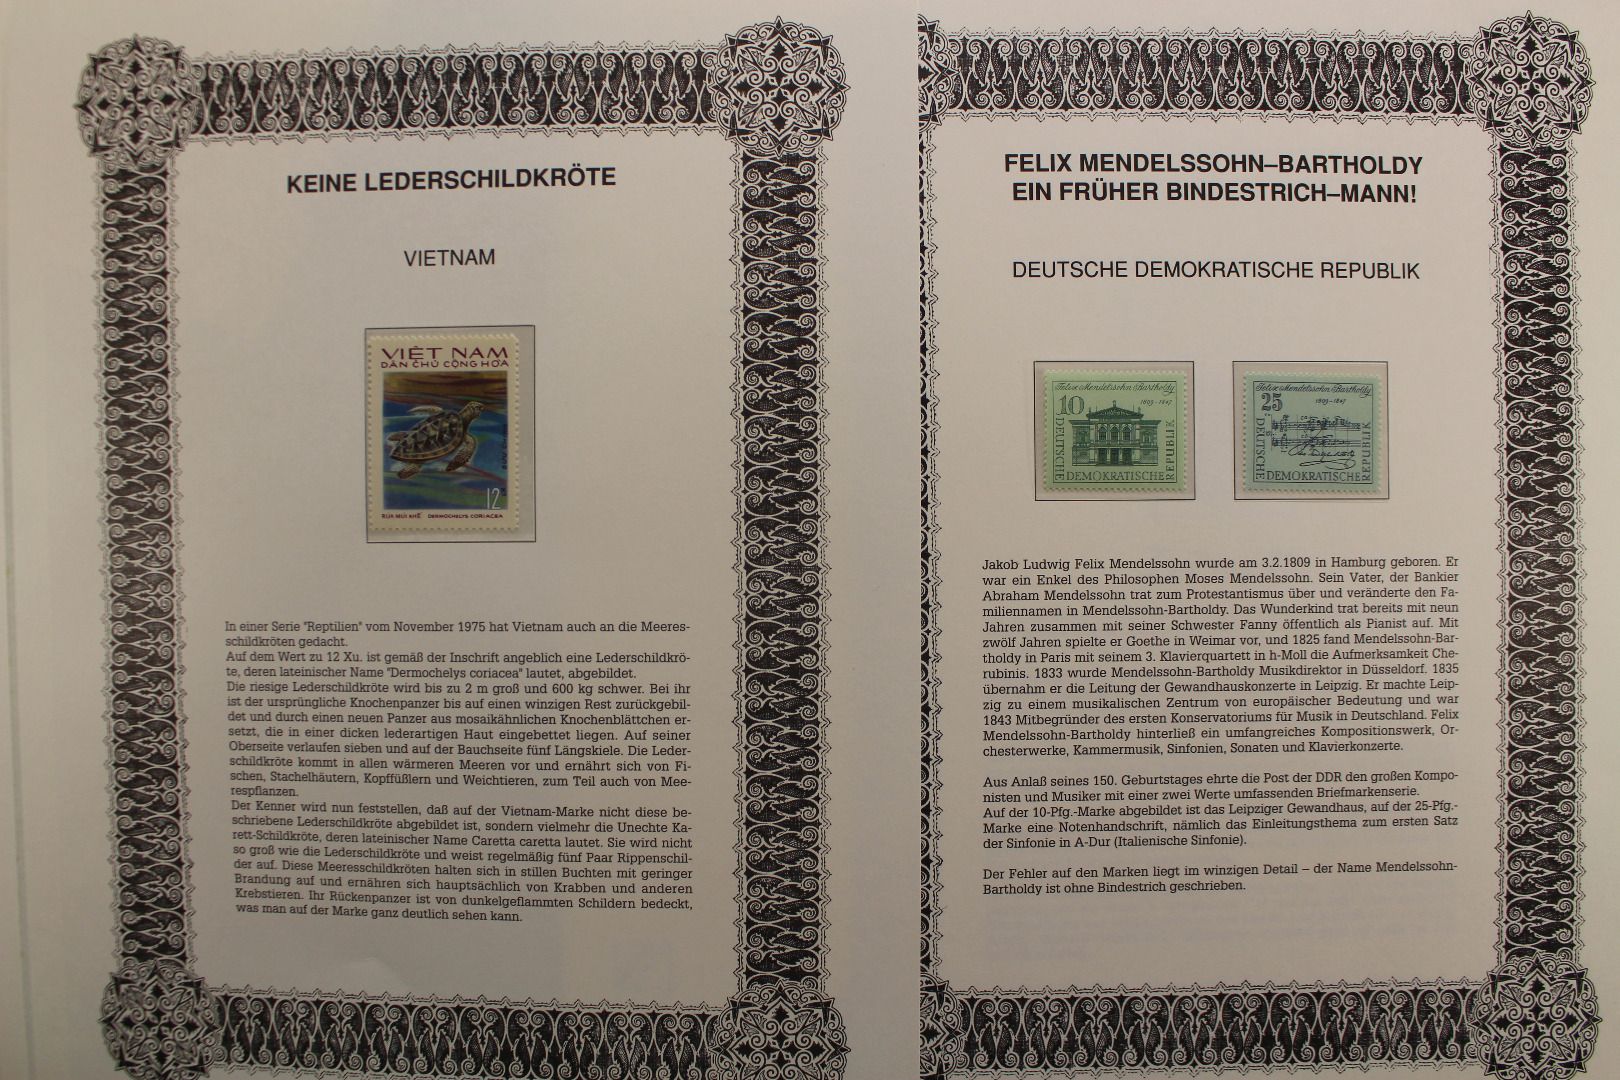 KEINE LEDERSCHILDKRÖTE
VIETNAM
VIỆT NAM
DÂN CHỦ CỘNG HÒA
12
RÙA MÚI KHẾ DERMOCHELYS CORIACEA
In einer Serie "Reptilien" vom November 1975 hat Vietnam auch an die Meeres-
schildkröten gedacht.
Auf dem Wert zu 12 Xu. ist gemäß der Inschrift angeblich eine Lederschildkrö-
te, deren lateinischer Name "Dermochelys coriacea" lautet, abgebildet.
Die riesige Lederschildkröte wird bis zu 2 m groß und 600 kg schwer. Bei ihr
ist der ursprüngliche Knochenpanzer bis auf einen winzigen Rest zurückgebil-
det und durch einen neuen Panzer aus mosaikähnlichen Knochenblättchen er-
setzt, die in einer dicken lederartigen Haut eingebettet liegen. Auf seiner
Oberseite verlaufen sieben und auf der Bauchseite fünf Längskiele. Die Leder-
schildkröte kommt in allen wärmeren Meeren vor und ernährt sich von Fi-
schen, Stachelhäutern, Kopffüßlern und Weichtieren, zum Teil auch von Mee-
respflanzen.
Der Kenner wird nun feststellen, daß auf der Vietnam-Marke nicht diese be-
schriebene Lederschildkröte abgebildet ist, sondern vielmehr die Unechte Ka-
rett-Schildkröte, deren lateinischer Name Caretta caretta lautet. Sie wird nicht
so groß wie die Lederschildkröte und weist regelmäßig fünf Paar Rippenschil-
der auf. Diese Meeresschildkröten halten sich in stillen Buchten mit geringer
Brandung auf und ernähren sich hauptsächlich von Krabben und anderen
Krebstieren. Ihr Rückenpanzer ist von dunkelgeflammten Schildern bedeckt,
was man auf der Marke ganz deutlich sehen kann.
FELIX MENDELSSOHN–BARTHOLDY
EIN FRÜHER BINDESTRICH–MANN!
DEUTSCHE DEMOKRATISCHE REPUBLIK
Felix Mendelssohn Bartholdy
10
1809-1847
DEUTSCHE
DEMOKRATISCHE
REPUBLIK
Felix Mendelssohn Bartholdy
25
1809-1847
DEUTSCHE
DEMOKRATISCHE
REPUBLIK
Jakob Ludwig Felix Mendelssohn wurde am 3.2.1809 in Hamburg geboren. Er
war ein Enkel des Philosophen Moses Mendelssohn. Sein Vater, der Bankier
Abraham Mendelssohn trat zum Protestantismus über und veränderte den Fa-
miliennamen in Mendelssohn-Bartholdy. Das Wunderkind trat bereits mit neun
Jahren zusammen mit seiner Schwester Fanny öffentlich als Pianist auf. Mit
zwölf Jahren spielte er Goethe in Weimar vor, und 1825 fand Mendelssohn-Bar-
tholdy in Paris mit seinem 3. Klavierquartett in h-Moll die Aufmerksamkeit Che-
rubinis. 1833 wurde Mendelssohn-Bartholdy Musikdirektor in Düsseldorf. 1835
übernahm er die Leitung der Gewandhauskonzerte in Leipzig. Er machte Leip-
zig zu einem musikalischen Zentrum von europäischer Bedeutung und war
1843 Mitbegründer des ersten Konservatoriums für Musik in Deutschland. Felix
Mendelssohn-Bartholdy hinterließ ein umfangreiches Kompositionswerk, Or-
chesterwerke, Kammermusik, Sinfonien, Sonaten und Klavierkonzerte.
Aus Anlaß seines 150. Geburtstages ehrte die Post der DDR den großen Kompo-
nisten und Musiker mit einer zwei Werte umfassenden Briefmarkenserie.
Auf der 10-Pfg.-Marke abgebildet ist das Leipziger Gewandhaus, auf der 25-Pfg.-
Marke eine Notenhandschrift, nämlich das Einleitungsthema zum ersten Satz
der Sinfonie in A-Dur (Italienische Sinfonie).
Der Fehler auf den Marken liegt im winzigen Detail – der Name Mendelssohn-
Bartholdy ist ohne Bindestrich geschrieben.